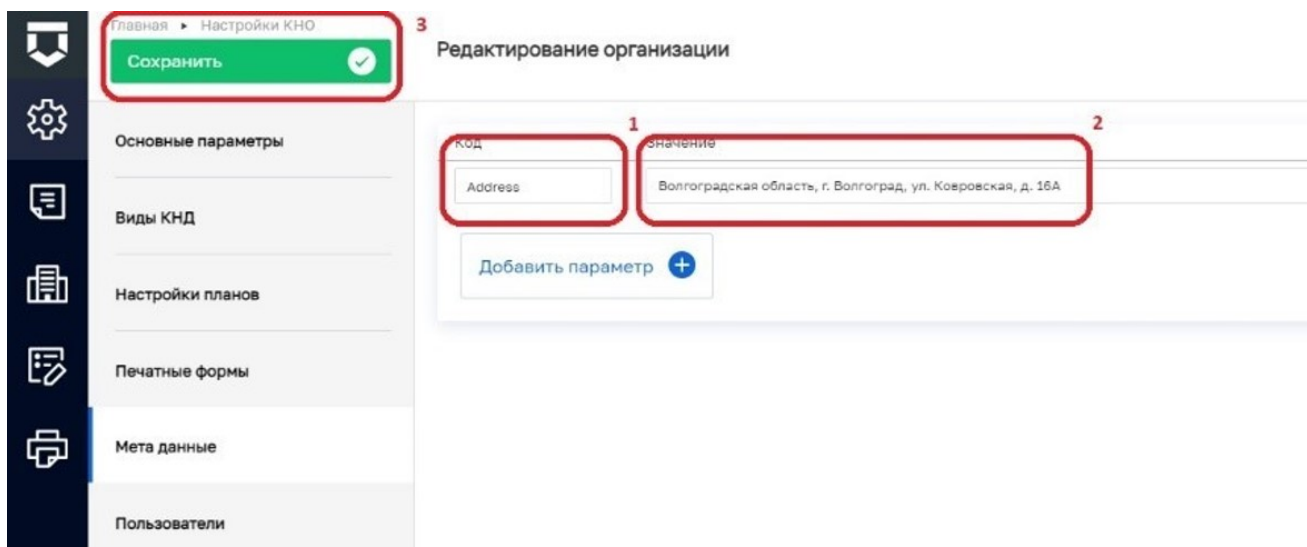 Главная ▸ Настройки КНО
3
Сохранить
Редактирование организации
Основные параметры
Виды КНД
Настройки планов
Печатные формы
Мета данные
Пользователи
1
2
Код
Значение
Address
Волгоградская область, г. Волгоград, ул. Ковровская, д. 16А
Добавить параметр